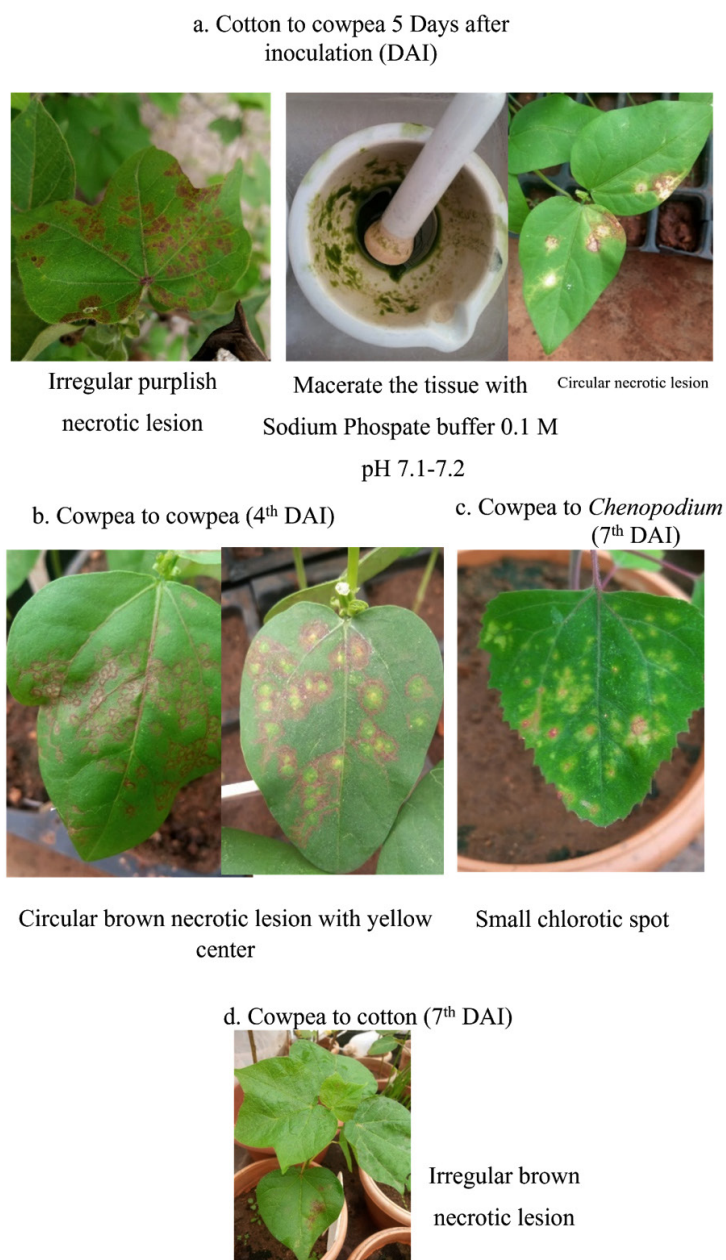 a. Cotton to cowpea 5 Days after
inoculation (DAI)
Irregular purplish
necrotic lesion
Macerate the tissue with
Sodium Phospate buffer 0.1 M
pH 7.1-7.2
Circular necrotic lesion
b. Cowpea to cowpea (4th DAI)
c. Cowpea to Chenopodium
(7th DAI)
Circular brown necrotic lesion with yellow
center
Small chlorotic spot
d. Cowpea to cotton (7th DAI)
Irregular brown
necrotic lesion